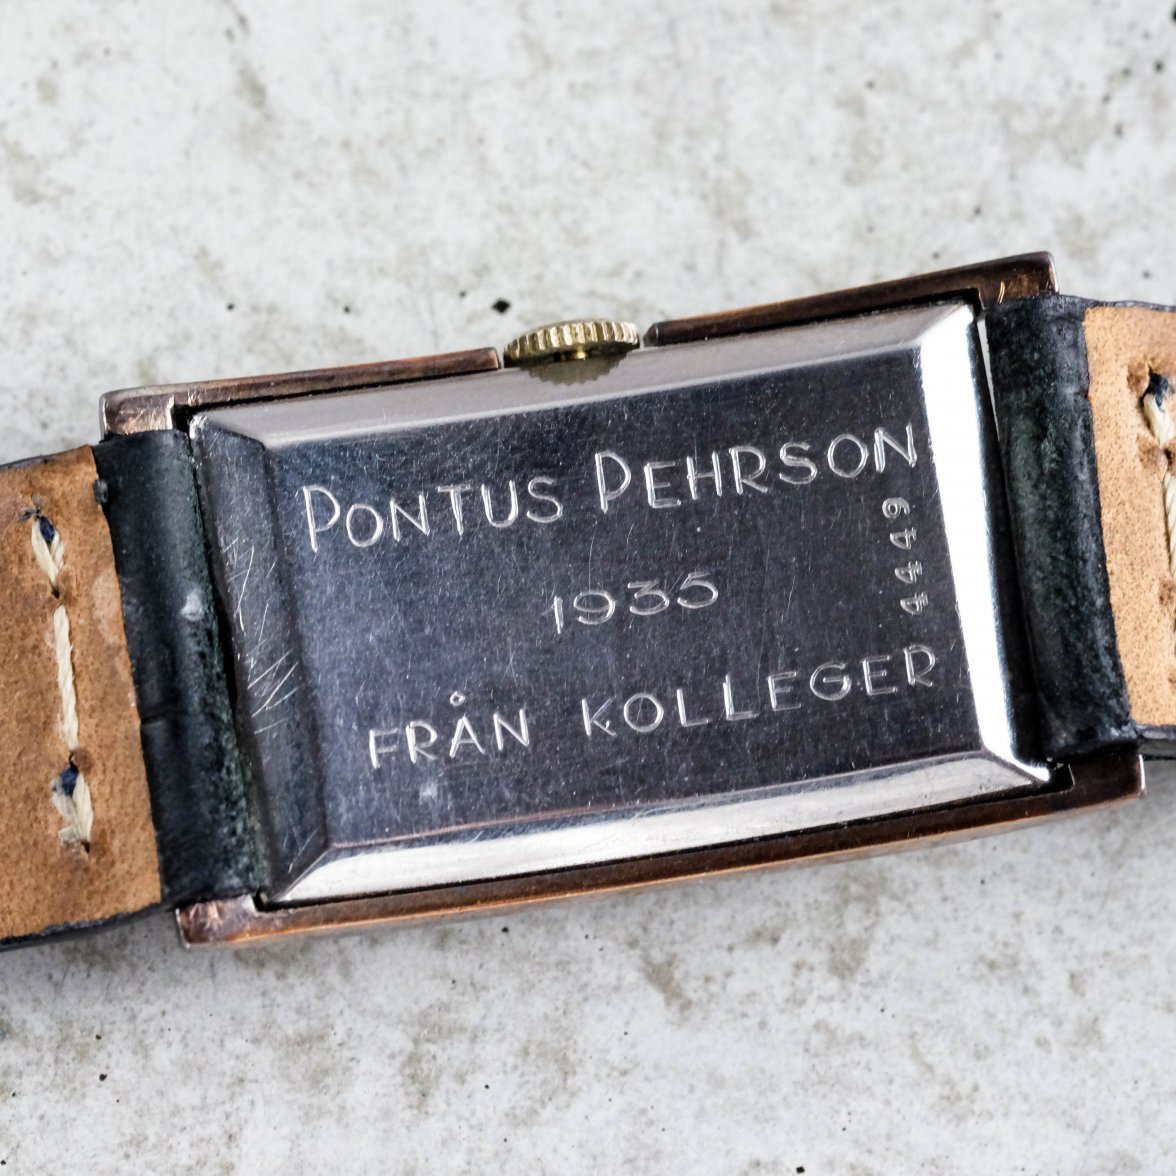 PONTUS PEHRSON
4449
1935
FRÅN KOLLEGER